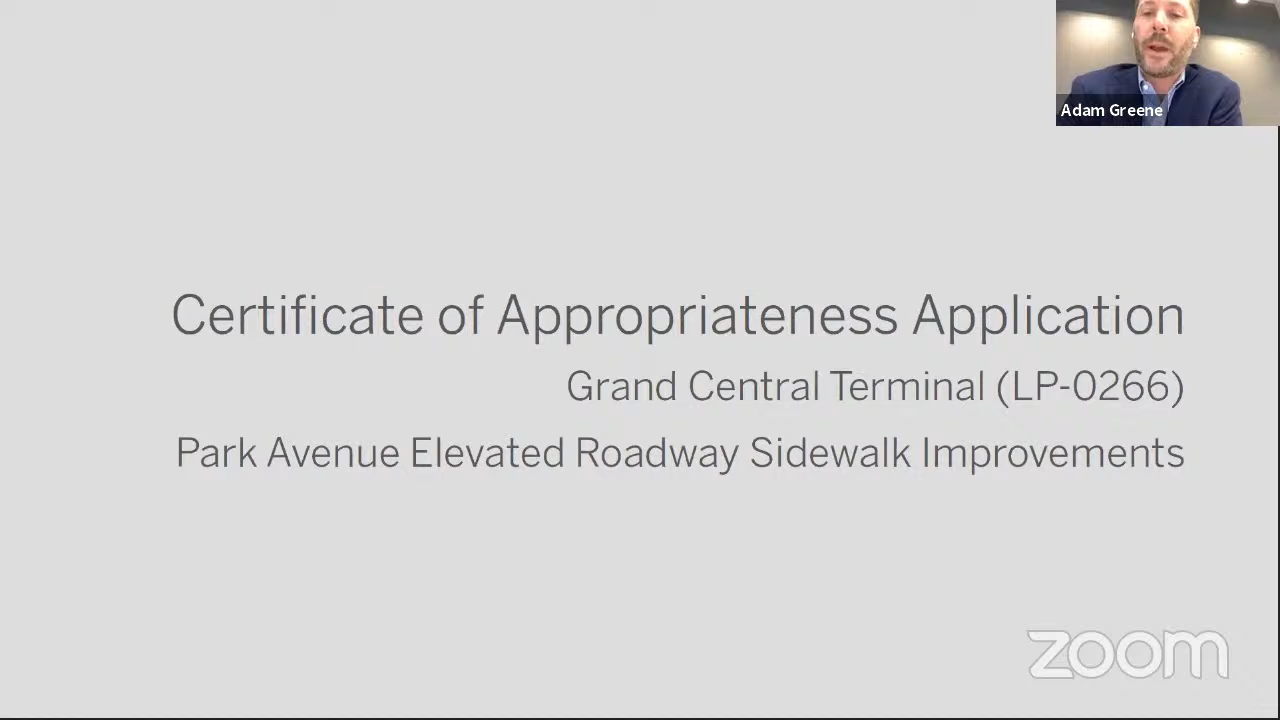 Adam Greene
Certificate of Appropriateness Application
Grand Central Terminal (LP-0266)
Park Avenue Elevated Roadway Sidewalk Improvements
zoom